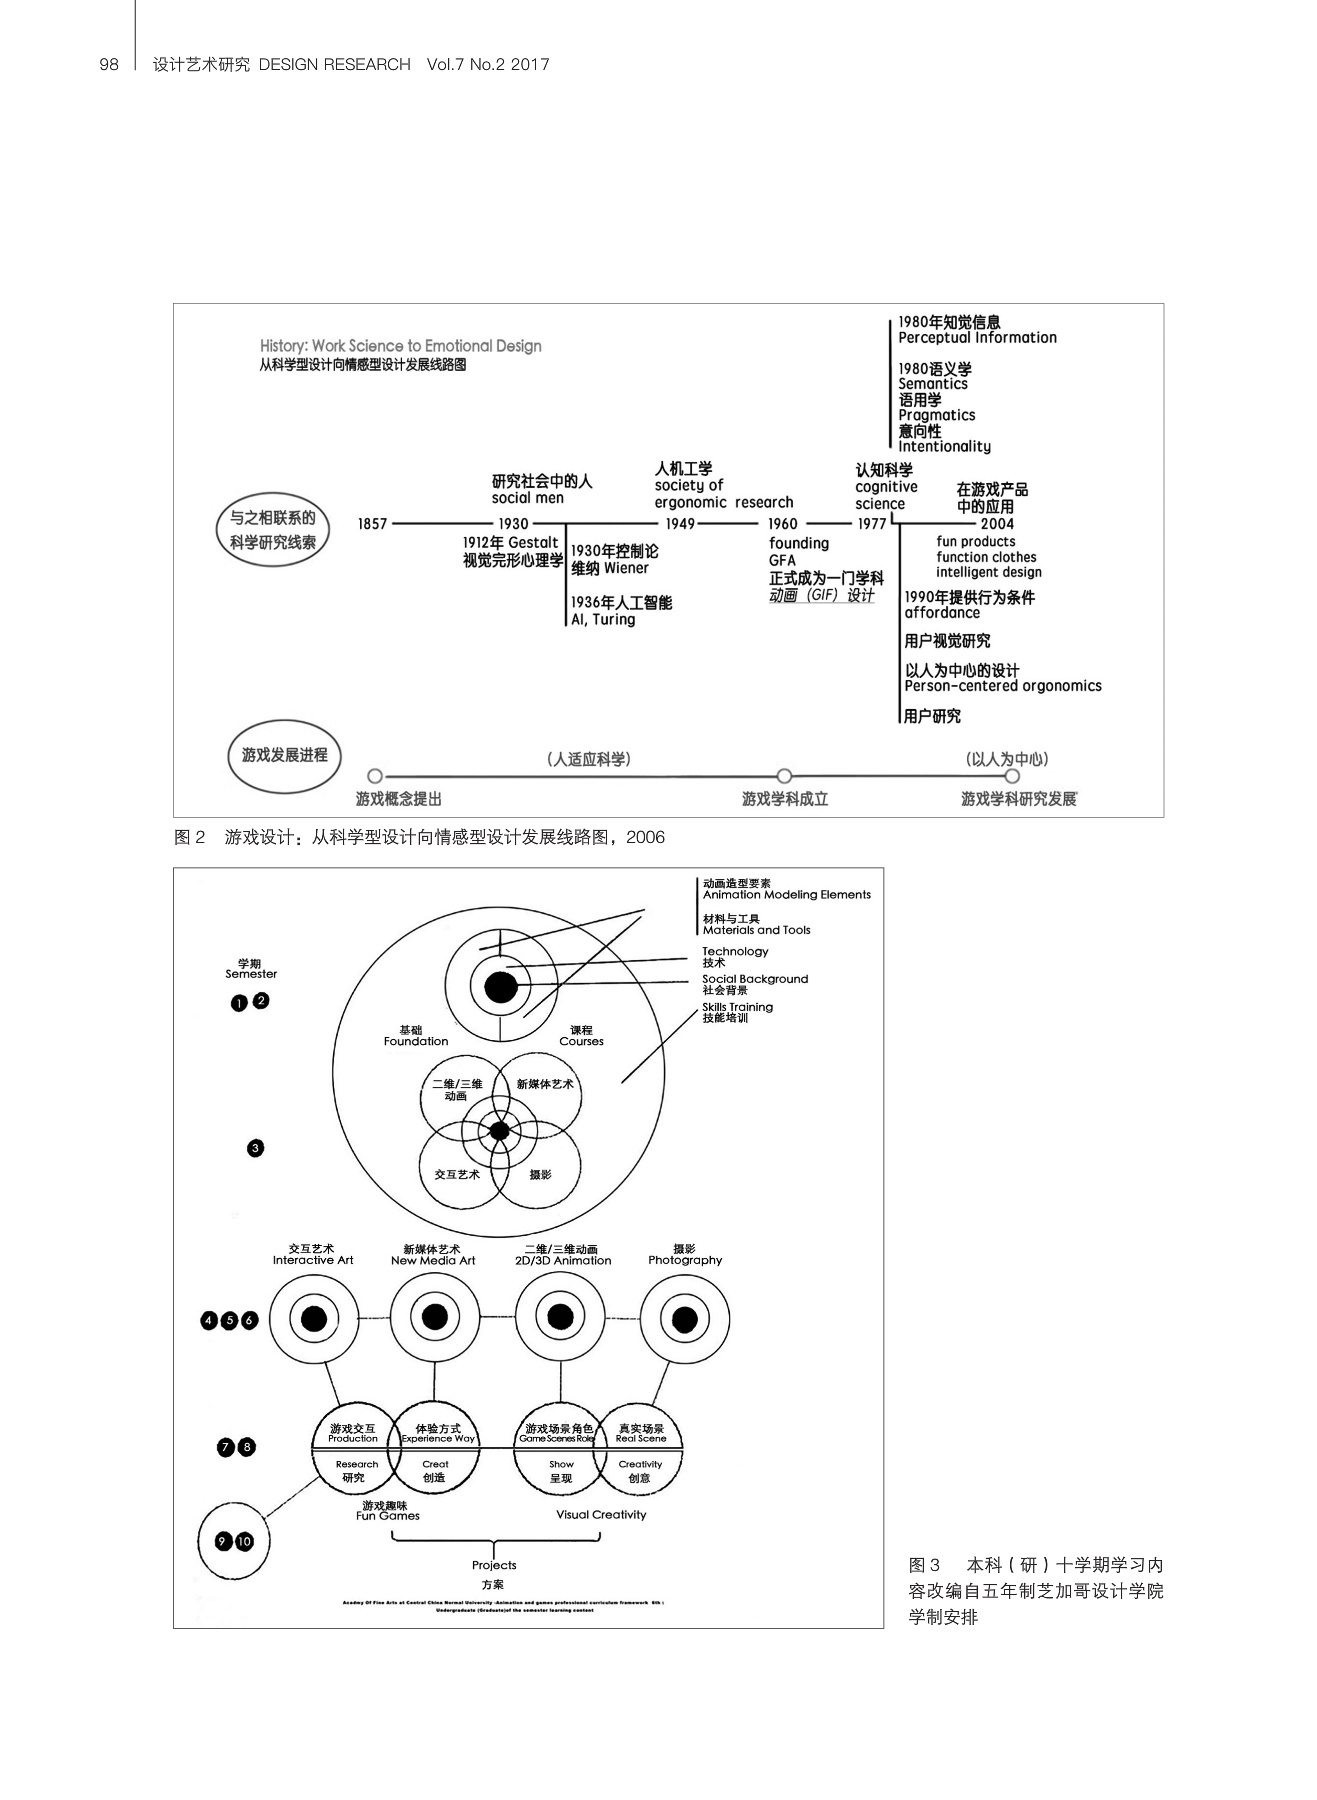 98 设计艺术研究 DESIGN RESEARCH Vol.7 No.2 2017
History: Work Science to Emotional Design
从科学型设计向情感型设计发展线路图
1980年知觉信息
Perceptual Information
1980语义学
Semantics
语用学
Pragmatics
意向性
Intentionality
研究社会中的人
social men
人机工学
society of
ergonomic research
认知科学
cognitive
science
在游戏产品
中的应用
与之相联系的
科学研究线索
1857
1930
1949
1960
1977
2004
1912年 Gestalt
视觉完形心理学
1930年控制论
维纳 Wiener
1936年人工智能
AI, Turing
founding
GFA
正式成为一门学科
动画（GIF）设计
fun products
function clothes
intelligent design
1990年提供行为条件
affordance
用户视觉研究
以人为中心的设计
Person-centered orgonomics
用户研究
游戏发展进程
（人适应科学）
（以人为中心）
游戏概念提出
游戏学科成立
游戏学科研究发展
图 2 游戏设计：从科学型设计向情感型设计发展线路图，2006
动画造型要素
Animation Modeling Elements
材料与工具
Materials and Tools
Technology
技术
Social Background
社会背景
Skills Training
技能培训
学期
Semester
1 2
基础
Foundation
课程
Courses
二维/三维
动画
新媒体艺术
3
交互艺术
摄影
交互艺术
Interactive Art
新媒体艺术
New Media Art
二维/三维动画
2D/3D Animation
摄影
Photography
4 5 6
7 8
游戏交互
Production
体验方式
Experience Way
游戏场景角色
Game Scenes Role
真实场景
Real Scene
Research
研究
Creat
创造
Show
呈现
Creativity
创意
游戏趣味
Fun Games
Visual Creativity
9 10
Projects
方案
Acadmy Of Fine Arts at Central China Normal University -Animation and games professional curriculum framework 6th :
Undergraduate (Graduate)of the semester learning content
图 3 本科（研）十学期学习内
容改编自五年制芝加哥设计学院
学制安排